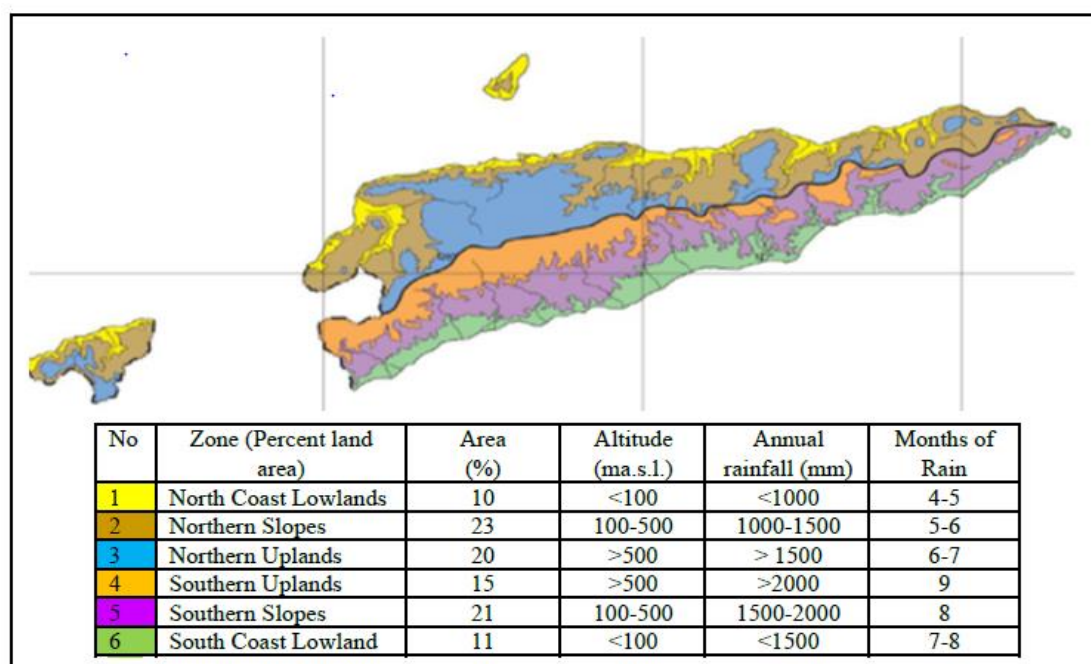 No Zone (Percent land area) Area (%) Altitude (ma.s.l.) Annual rainfall (mm) Months of Rain
1 North Coast Lowlands 10 <100 <1000 4-5
2 Northern Slopes 23 100-500 1000-1500 5-6
3 Northern Uplands 20 >500 > 1500 6-7
4 Southern Uplands 15 >500 >2000 9
5 Southern Slopes 21 100-500 1500-2000 8
6 South Coast Lowland 11 <100 <1500 7-8